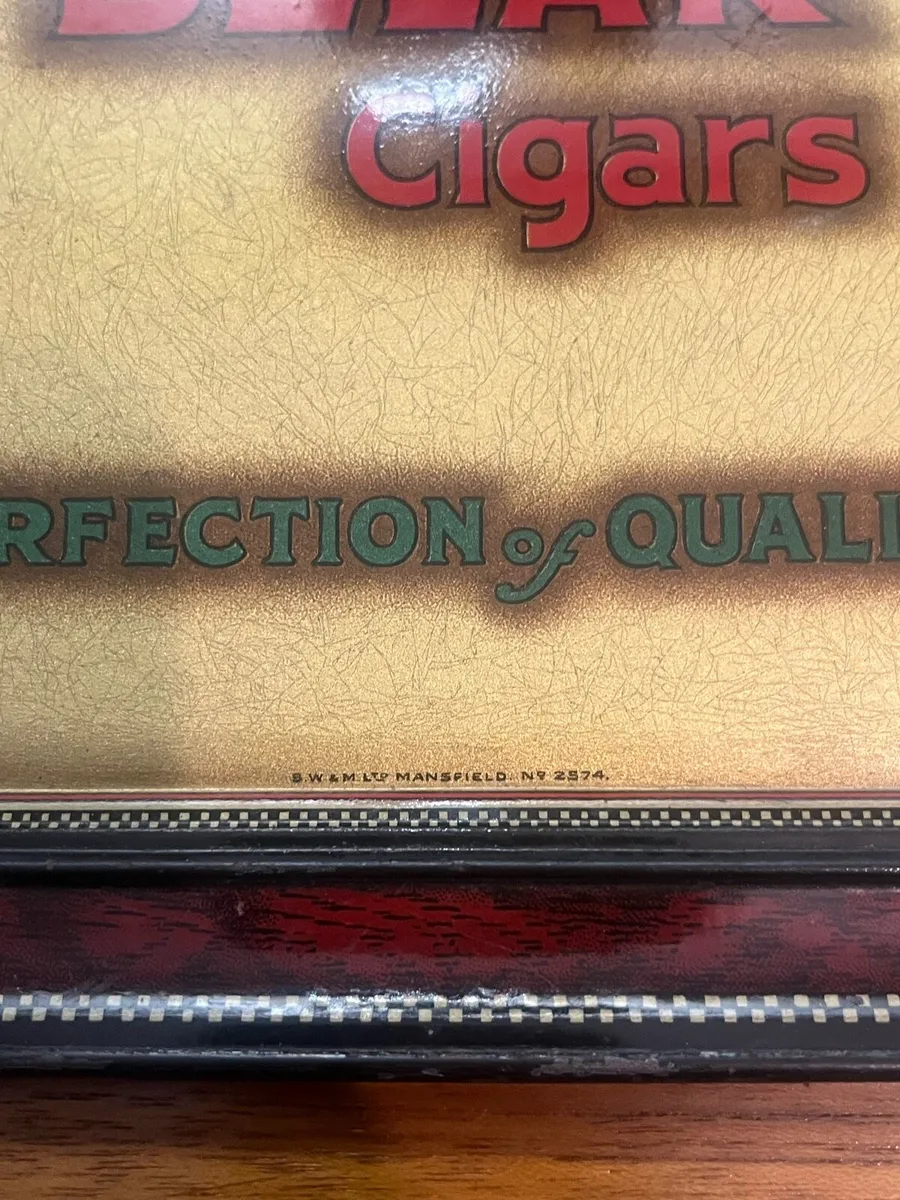 Cigars
RFECTION of QUALI
B.W & M. LTD MANSFIELD. No 2574.